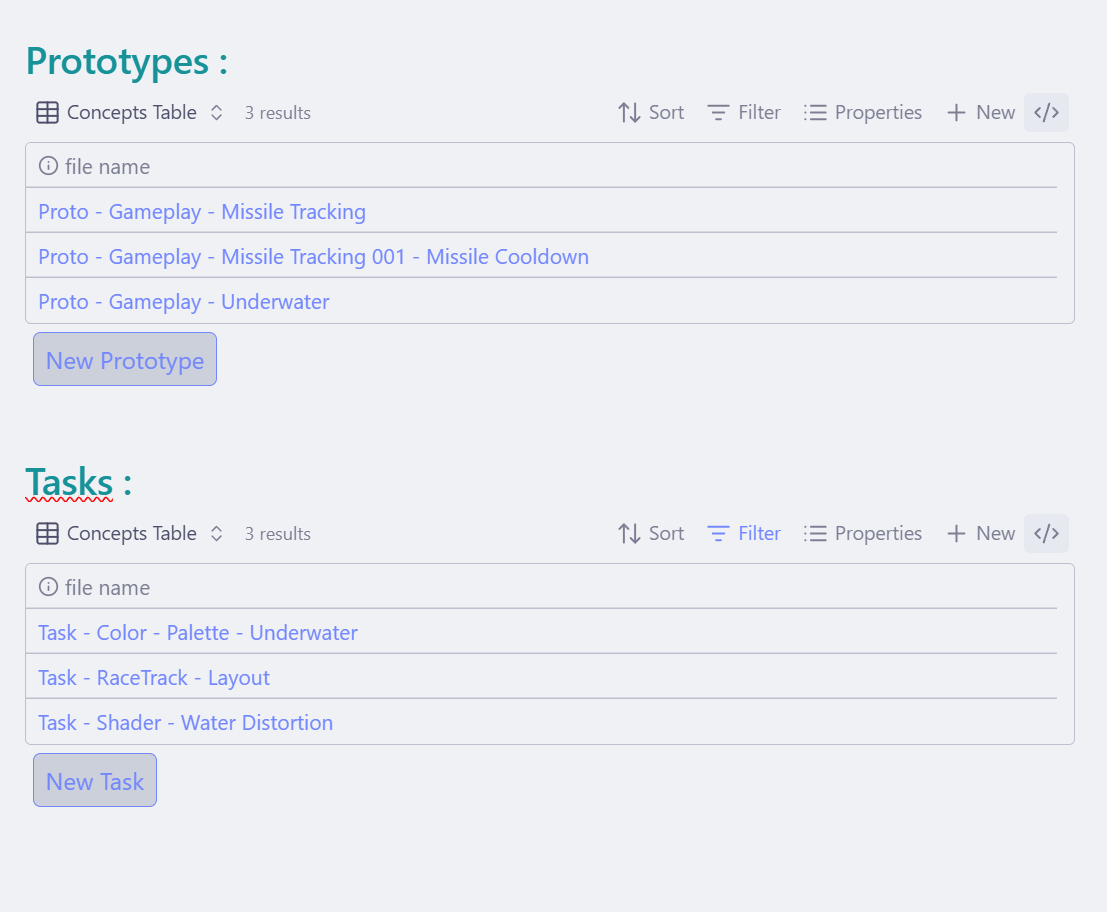 Prototypes :
Concepts Table 3 results Sort Filter Properties New </>
file name
Proto - Gameplay - Missile Tracking
Proto - Gameplay - Missile Tracking 001 - Missile Cooldown
Proto - Gameplay - Underwater
New Prototype
Tasks :
Concepts Table 3 results Sort Filter Properties New </>
file name
Task - Color - Palette - Underwater
Task - RaceTrack - Layout
Task - Shader - Water Distortion
New Task